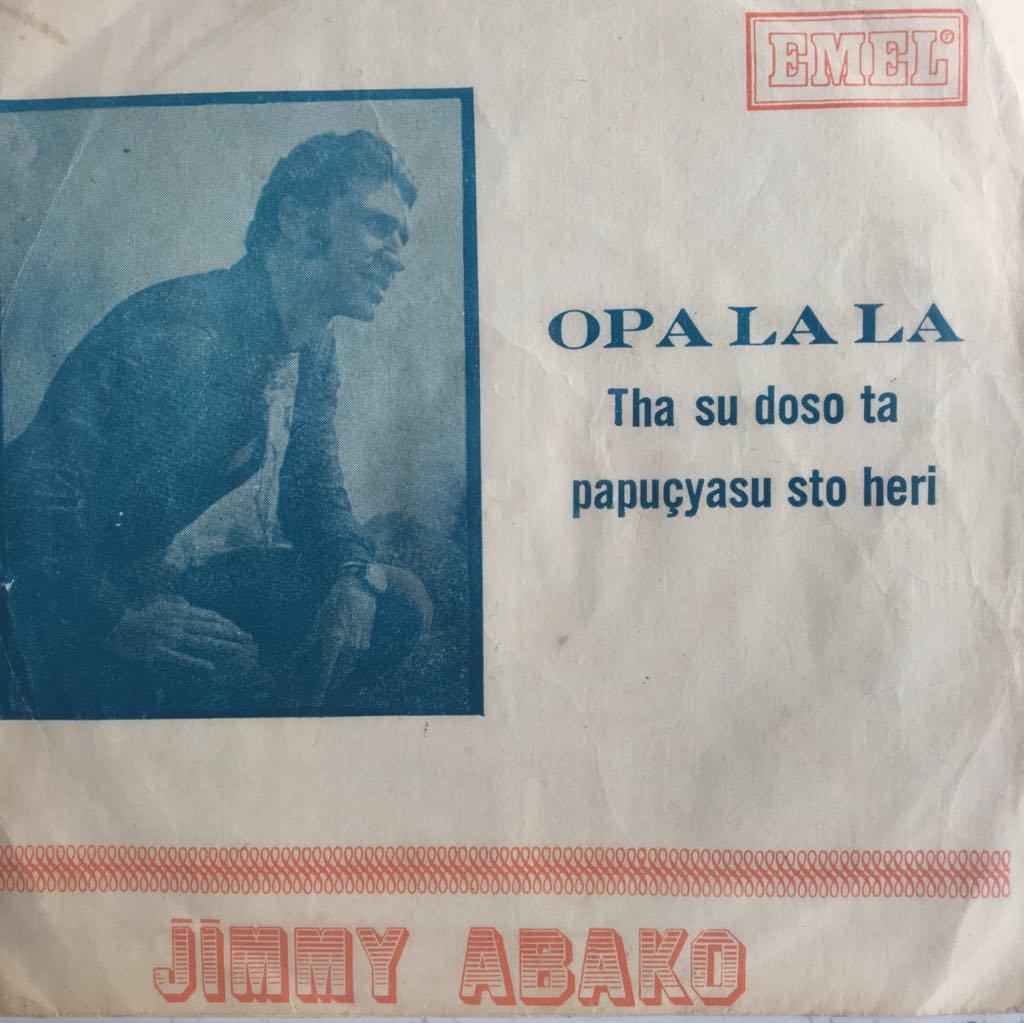 EMEL®
OPA LA LA
Tha su doso ta
papuçyasu sto heri
JİMMY ABAKO